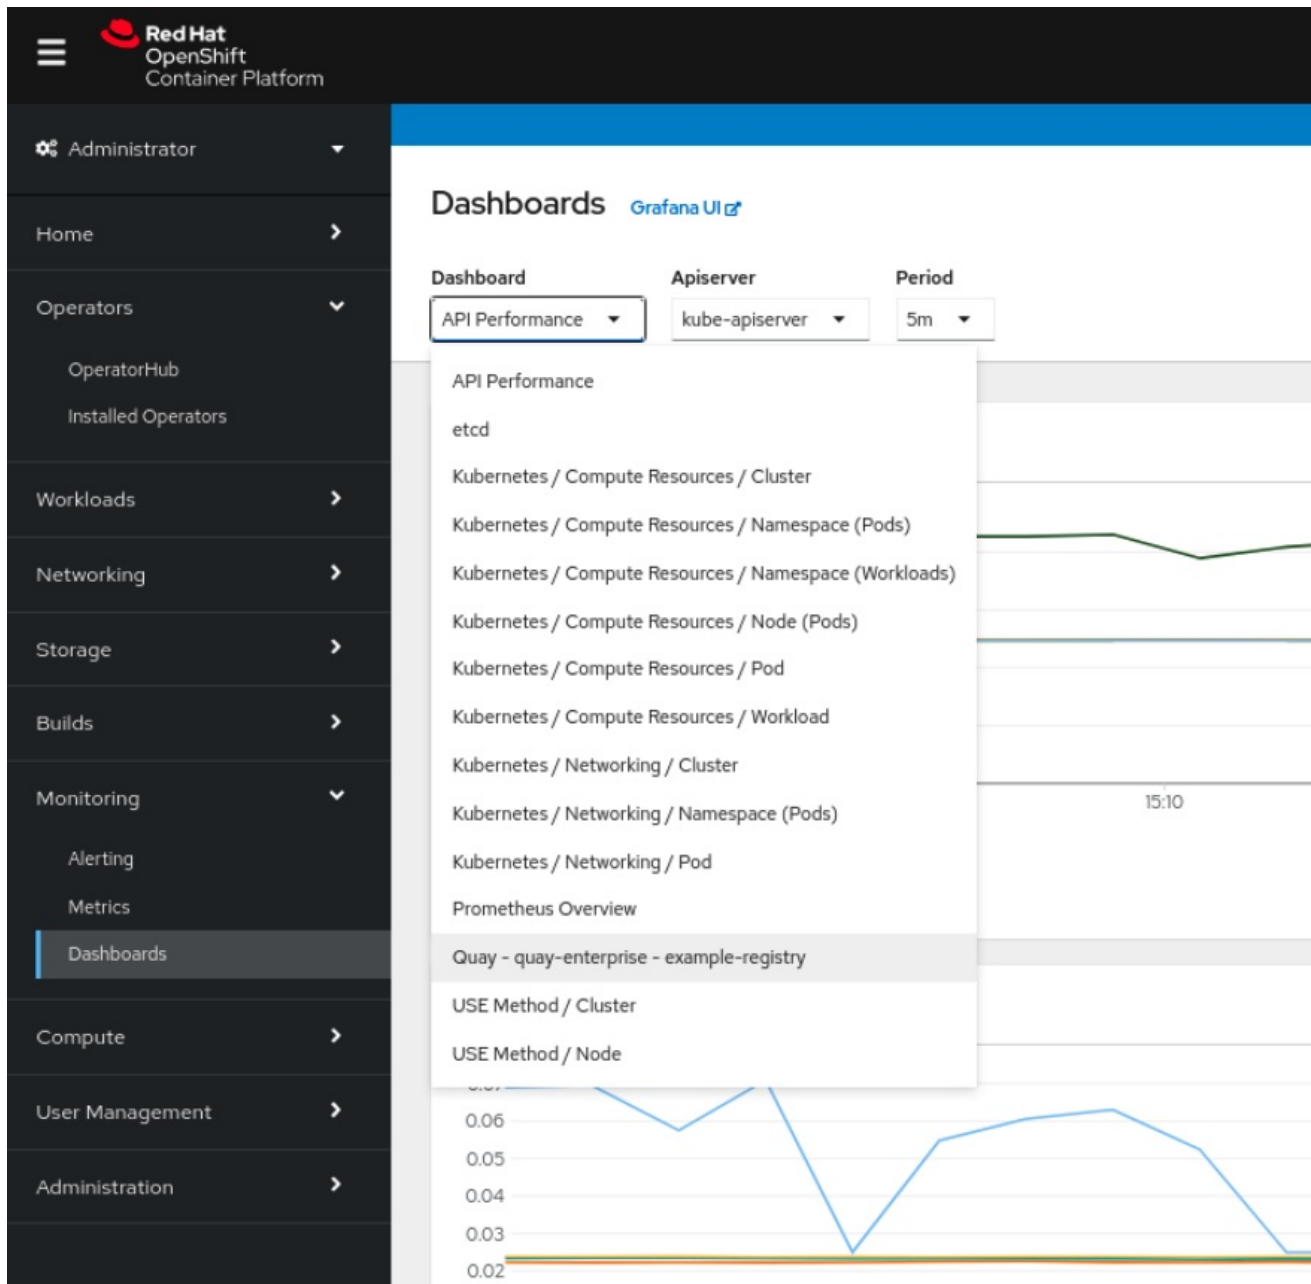 Red Hat
OpenShift
Container Platform
Administrator
Home
Operators
OperatorHub
Installed Operators
Workloads
Networking
Storage
Builds
Monitoring
Alerting
Metrics
Dashboards
Compute
User Management
Administration
Dashboards Grafana UI
Dashboard Apiserver Period
API Performance kube-apiserver 5m
API Performance
etcd
Kubernetes / Compute Resources / Cluster
Kubernetes / Compute Resources / Namespace (Pods)
Kubernetes / Compute Resources / Namespace (Workloads)
Kubernetes / Compute Resources / Node (Pods)
Kubernetes / Compute Resources / Pod
Kubernetes / Compute Resources / Workload
Kubernetes / Networking / Cluster
Kubernetes / Networking / Namespace (Pods)
Kubernetes / Networking / Pod
Prometheus Overview
Quay - quay-enterprise - example-registry
USE Method / Cluster
USE Method / Node
15:10
0.06
0.05
0.04
0.03
0.02